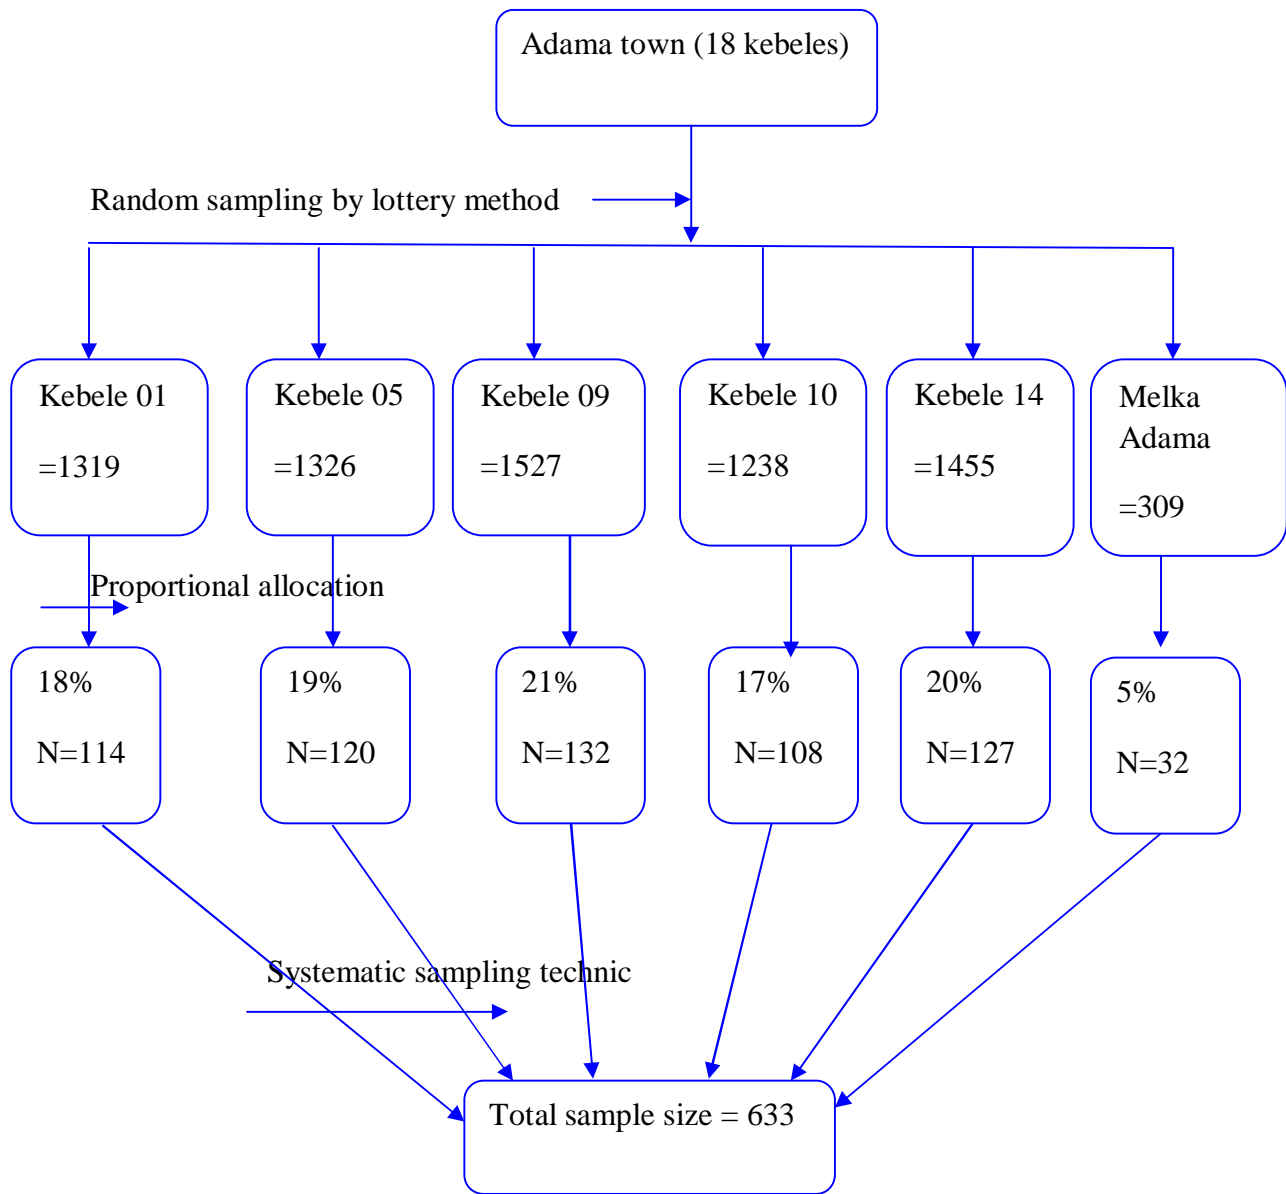 Adama town (18 kebeles)
Random sampling by lottery method
Kebele 01
=1319
Kebele 05
=1326
Kebele 09
=1527
Kebele 10
=1238
Kebele 14
=1455
Melka
Adama
=309
Proportional allocation
18%
N=114
19%
N=120
21%
N=132
17%
N=108
20%
N=127
5%
N=32
Systematic sampling technic
Total sample size = 633